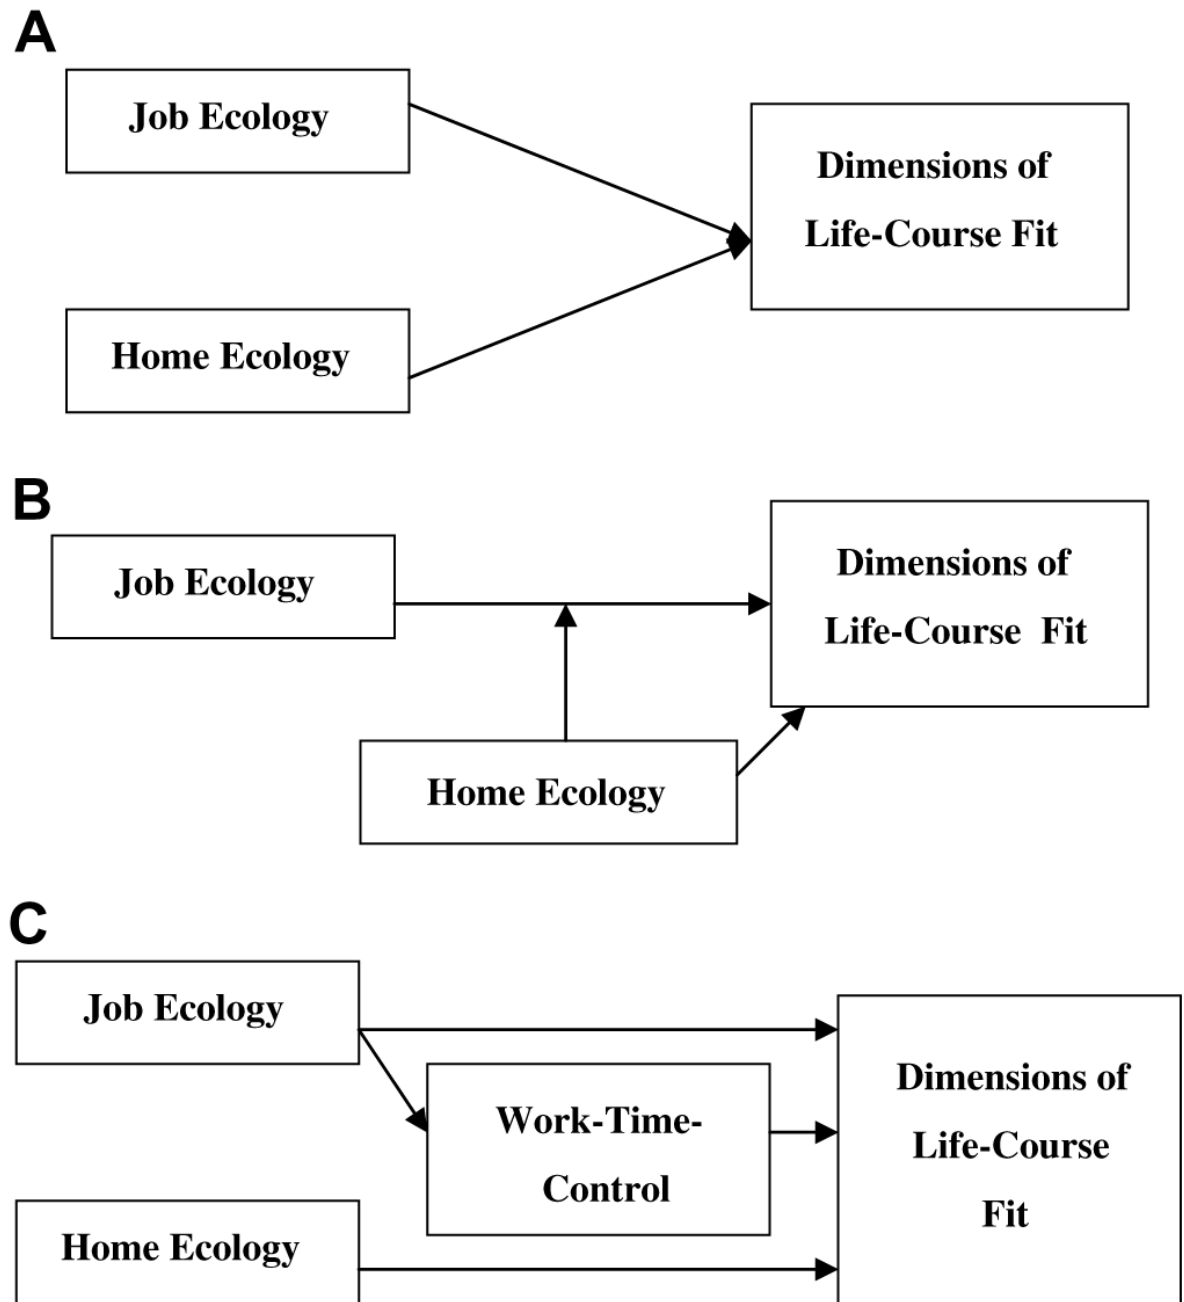 A
Job Ecology
Dimensions of
Life-Course Fit
Home Ecology
B
Job Ecology
Dimensions of
Life-Course Fit
Home Ecology
C
Job Ecology
Work-Time-
Control
Dimensions of
Life-Course
Fit
Home Ecology